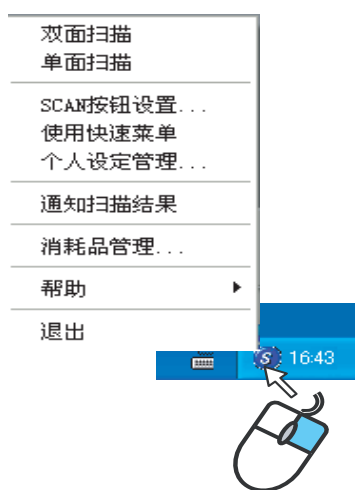 双面扫描
单面扫描
SCAN按钮设置...
使用快速菜单
个人设定管理...
通知扫描结果
消耗品管理...
帮助
退出
S 16:43